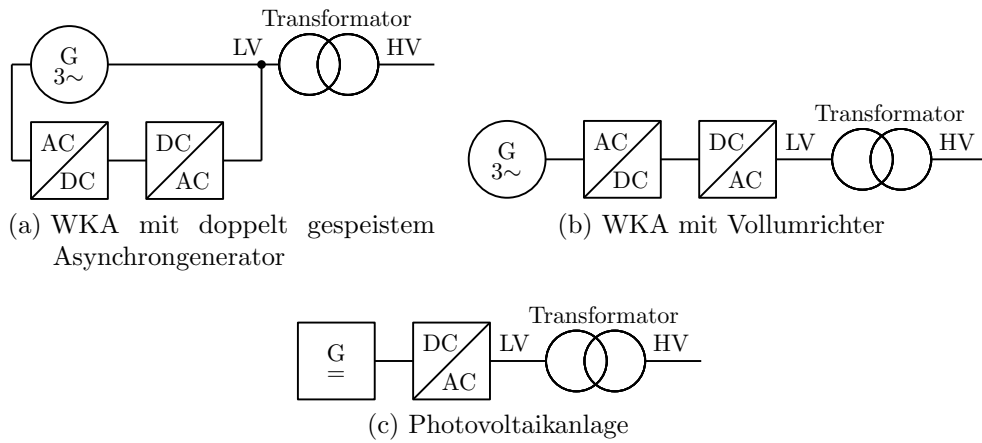 Transformator
LV
HV
G
3∼
AC
DC
DC
AC
(a) WKA mit doppelt gespeistem
Asynchrongenerator
Transformator
G
3∼
AC
DC
DC
AC
LV
HV
(b) WKA mit Vollumrichter
Transformator
G
=
DC
AC
LV
HV
(c) Photovoltaikanlage